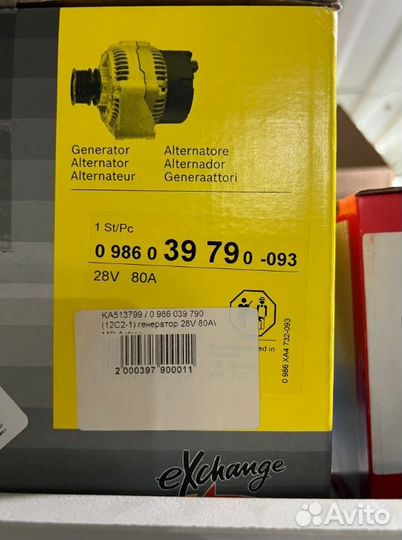 Generator
Alternator
Alternateur
Alternatore
Alternador
Generaattori
1 St/Pc
0 986 0 39 79 0 -093
28V 80A
KA513799 / 0 986 039 790
(12C2-1) генератор 28V 80A\
2 000397 900011
ed in
0 986 XA4 732-093
eXchange
Avito